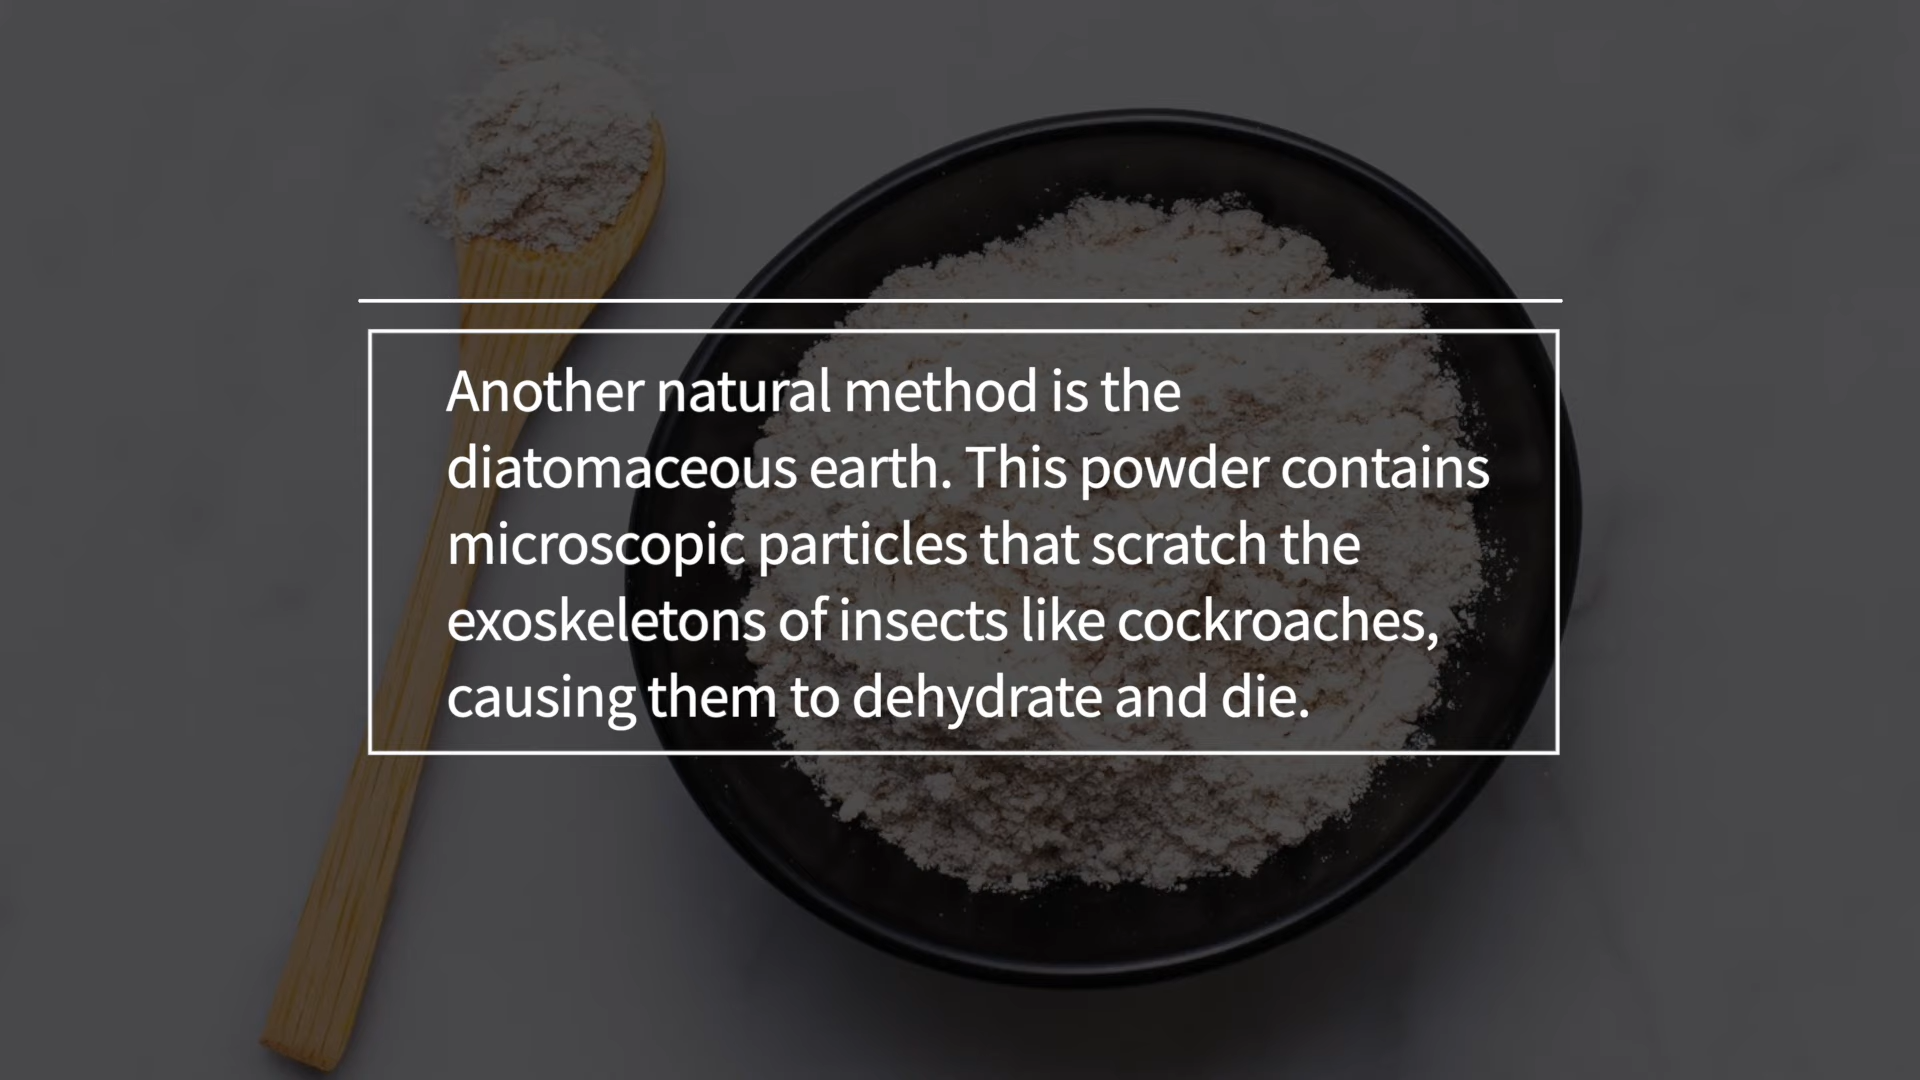 Another natural method is the
diatomaceous earth. This powder contains
microscopic particles that scratch the
exoskeletons of insects like cockroaches,
causing them to dehydrate and die.